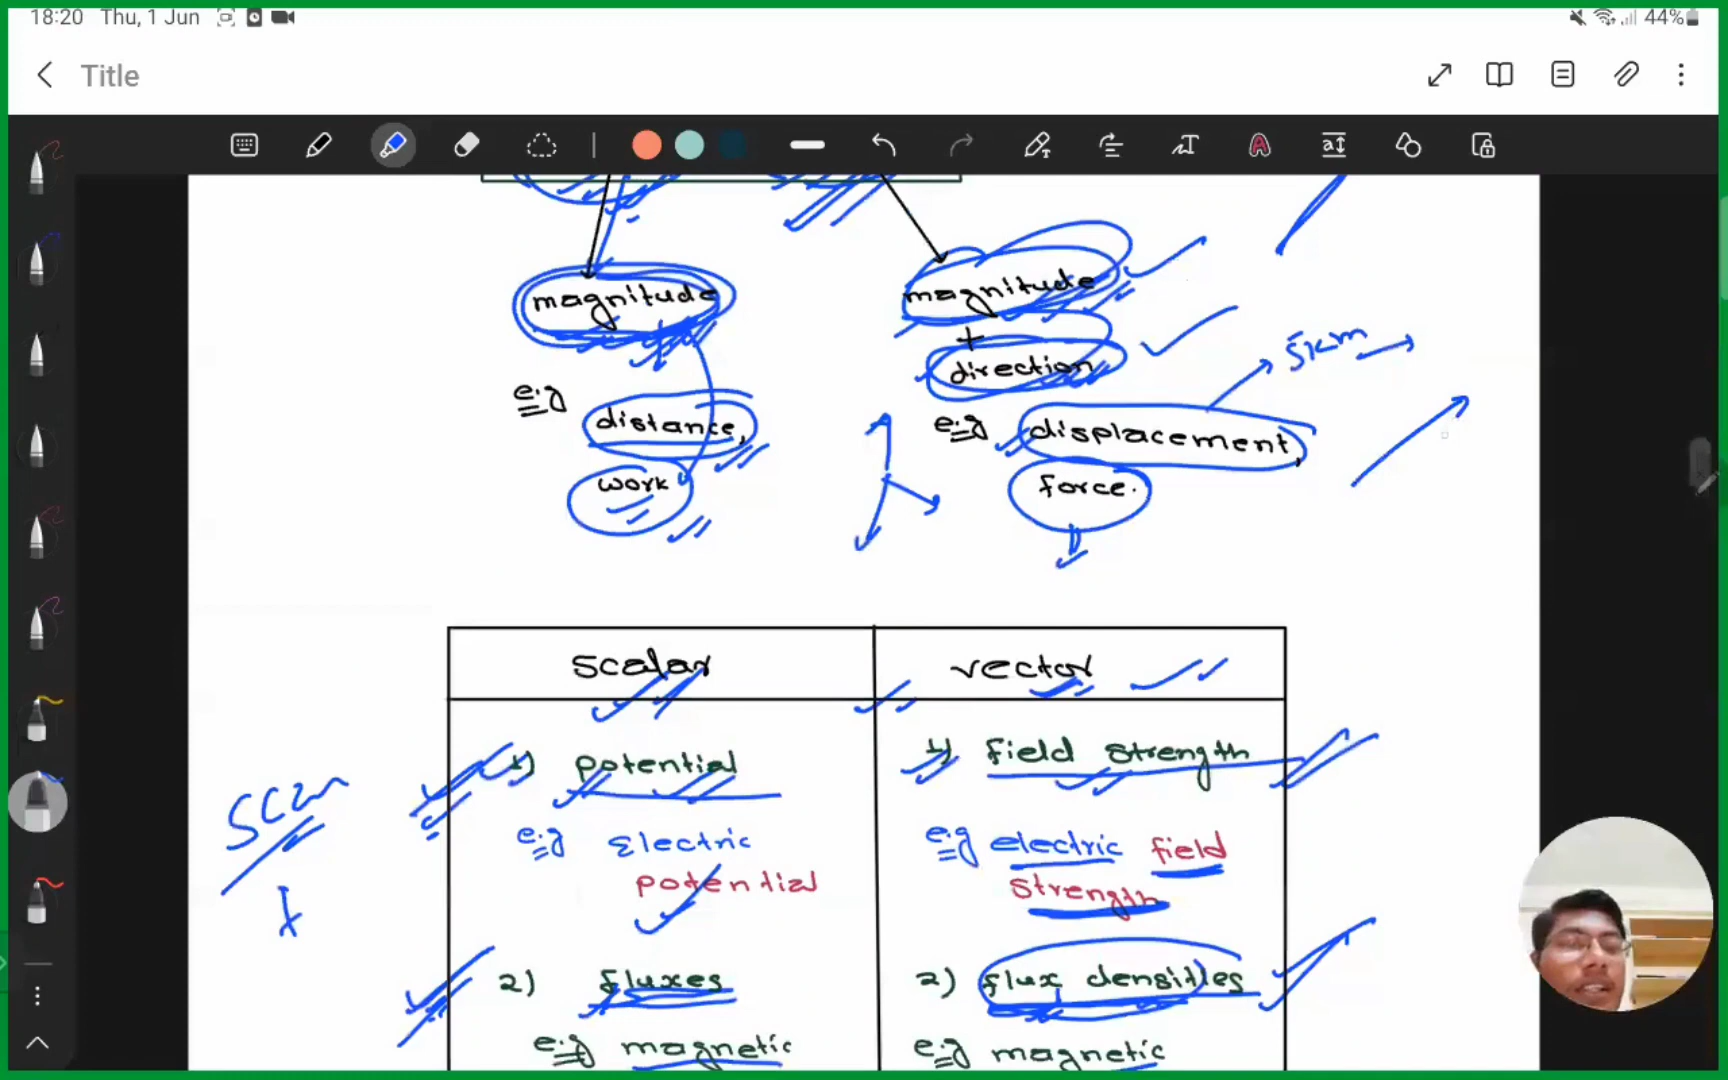 18:20 Thu, 1 Jun
44%
Title
magnitude
magnitude
+
direction
5km
e.g
distance,
work
e.g displacement,
force.
scalar
vector
1) potential
1) field strength
e.g Electric
potential
e.g electric field
strength
2) fluxes
2) flux densities
e.g magnetic
e.g magnetic